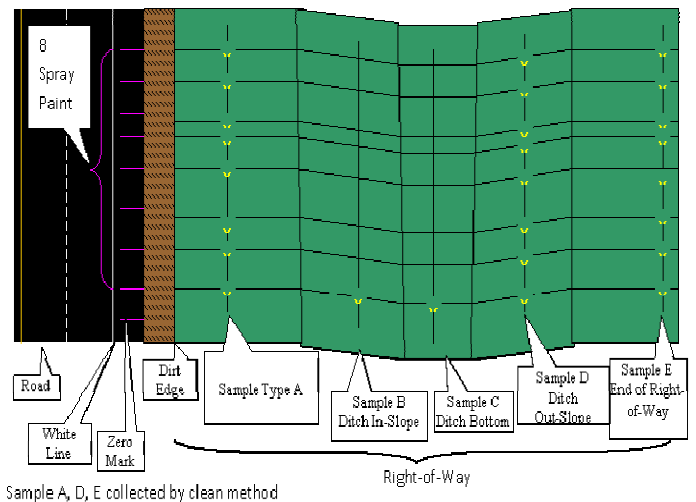 8
Spray
Paint
Road
White
Line
Zero
Mark
Dirt
Edge
Sample Type A
Sample B
Ditch In-Slope
Sample C
Ditch Bottom
Sample D
Ditch
Out-Slope
Sample E
End of Right-
of-Way
Right-of-Way
Sample A, D, E collected by clean method